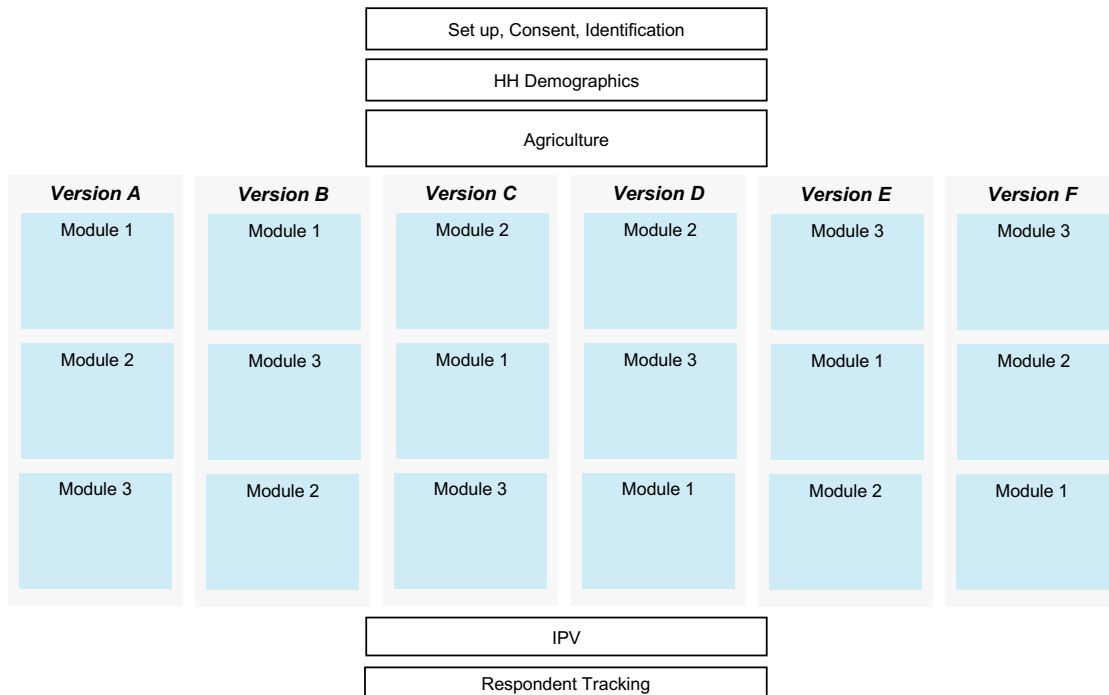 Set up, Consent, Identification
HH Demographics
Agriculture
Version A
Version B
Version C
Version D
Version E
Version F
Module 1
Module 1
Module 2
Module 2
Module 3
Module 3
Module 2
Module 3
Module 1
Module 3
Module 1
Module 2
Module 3
Module 2
Module 3
Module 1
Module 2
Module 1
IPV
Respondent Tracking